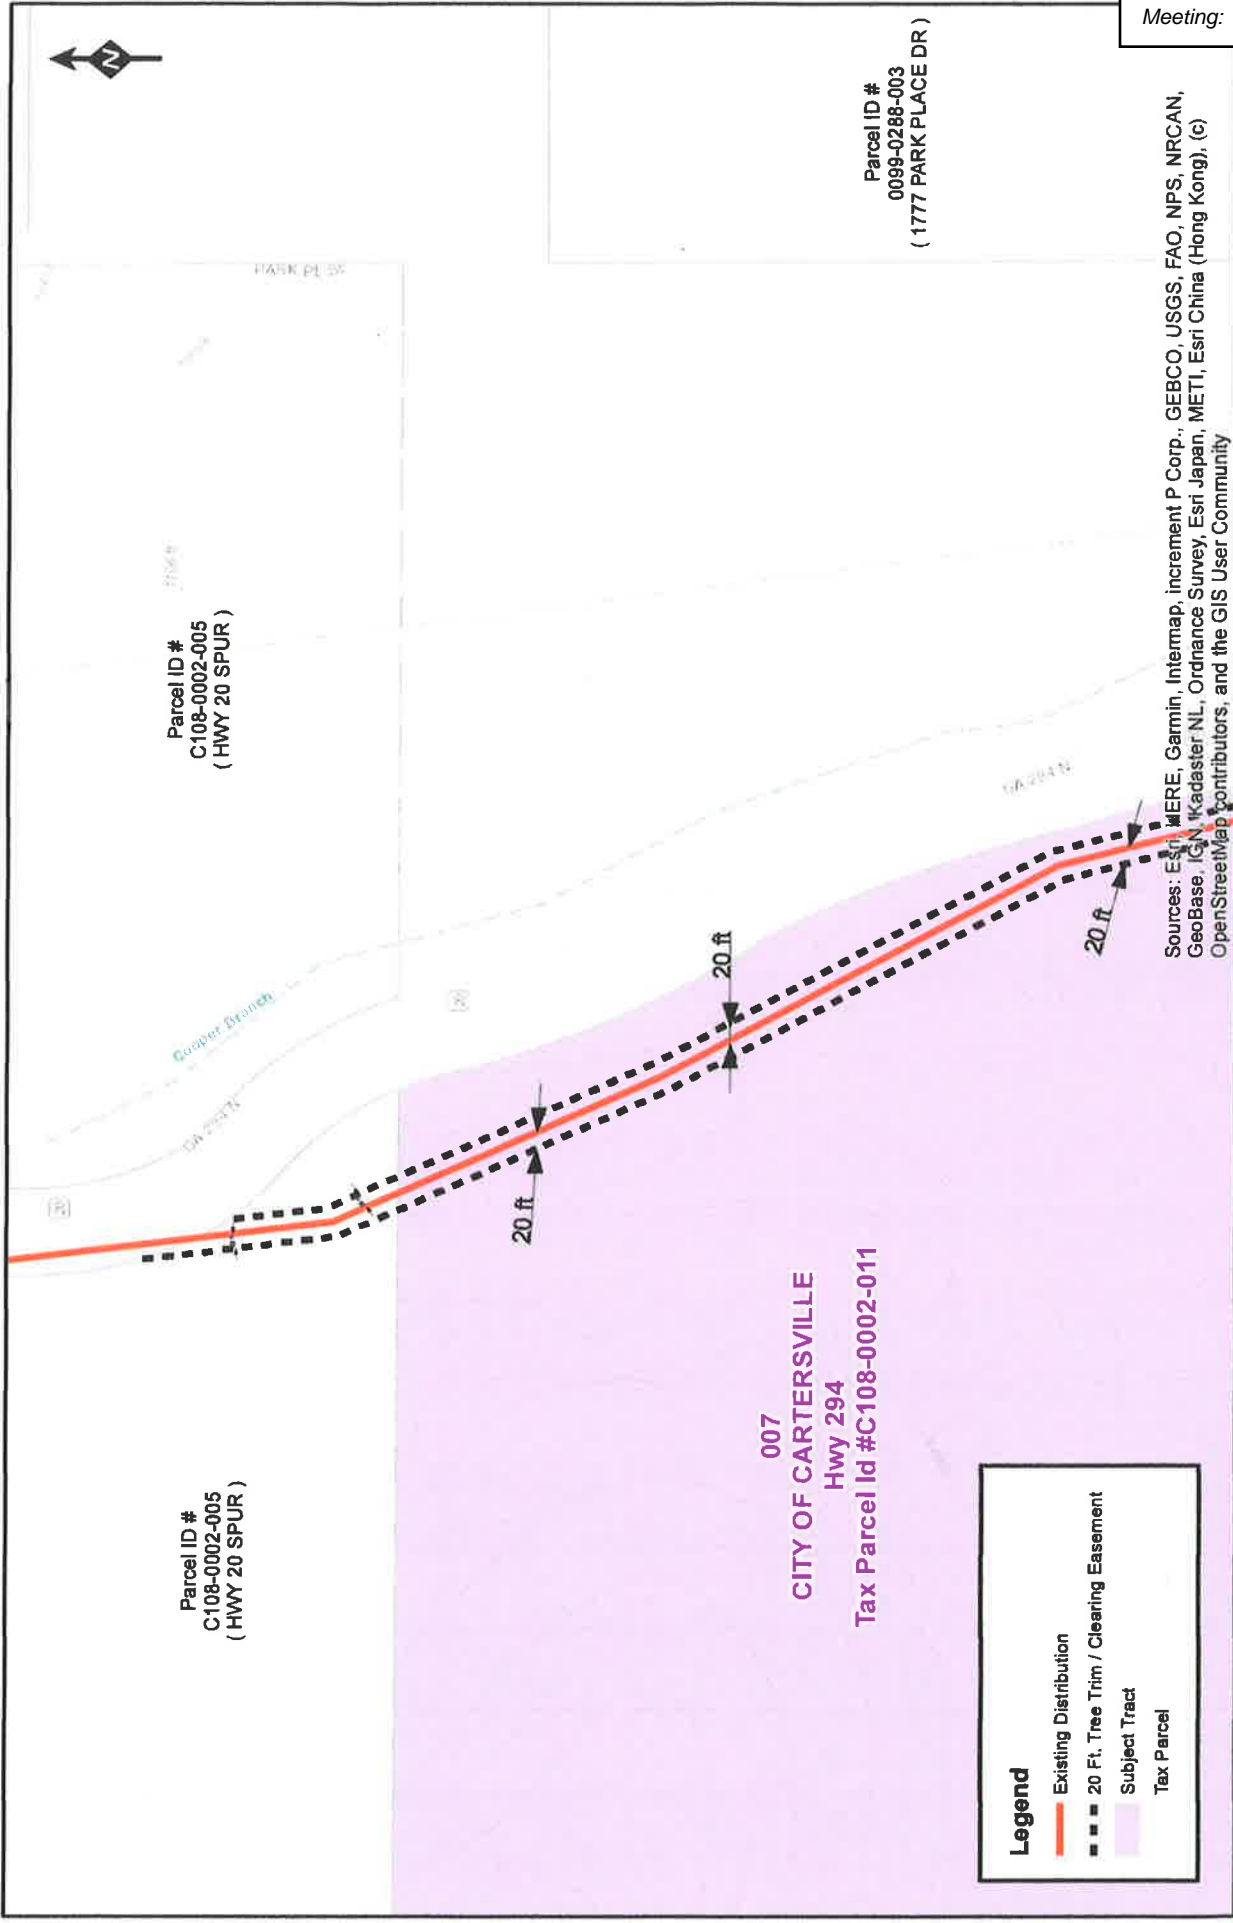 Meeting:
N
Parcel ID #
C108-0002-005
( HWY 20 SPUR )
Parcel ID #
C108-0002-005
( HWY 20 SPUR )
PARK PL
Cooper Branch
GA 294 N
20
20
Parcel ID #
0099-0288-003
( 1777 PARK PLACE DR )
20 ft
20 ft
GA 294 N
20 ft
007
CITY OF CARTERSVILLE
Hwy 294
Tax Parcel Id #C108-0002-011
Legend
Existing Distribution
20 Ft. Tree Trim / Clearing Easement
Subject Tract
Tax Parcel
Sources: Esri, HERE, Garmin, Intermap, increment P Corp., GEBCO, USGS, FAO, NPS, NRCAN,
GeoBase, IGN, Kadaster NL, Ordnance Survey, Esri Japan, METI, Esri China (Hong Kong), (c)
OpenStreetMap contributors, and the GIS User Community